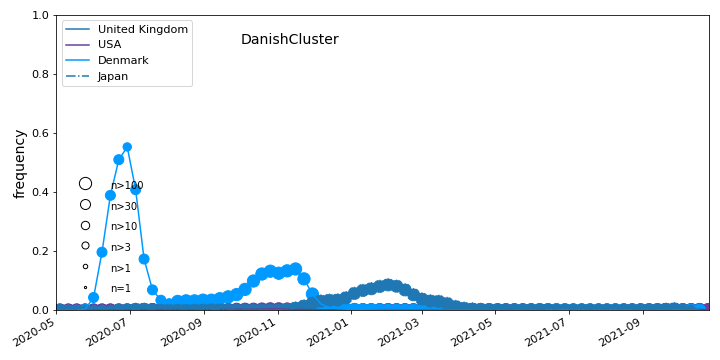 DanishCluster
United Kingdom
USA
Denmark
Japan
frequency
1.0
0.8
0.6
0.4
0.2
0.0
n>100
n>30
n>10
n>3
n>1
n=1
2020-05
2020-07
2020-09
2020-11
2021-01
2021-03
2021-05
2021-07
2021-09